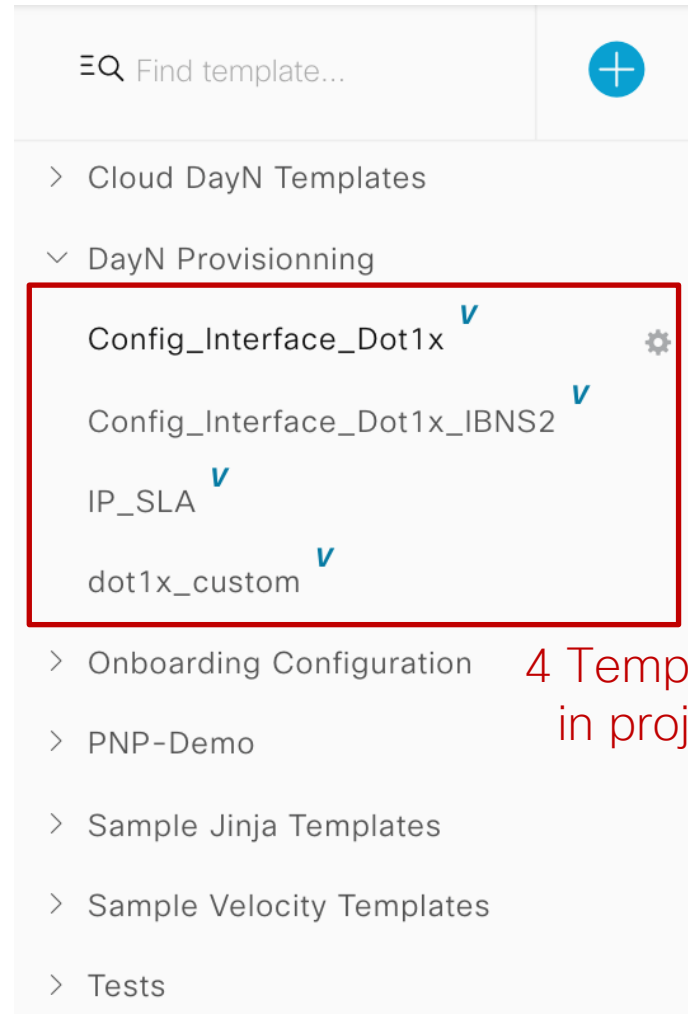 Find template...
Cloud DayN Templates
DayN Provisionning
Config_Interface_Dot1x V
Config_Interface_Dot1x_IBNS2 V
IP_SLA V
dot1x_custom V
Onboarding Configuration
4 Temp
in proj
PNP-Demo
Sample Jinja Templates
Sample Velocity Templates
Tests